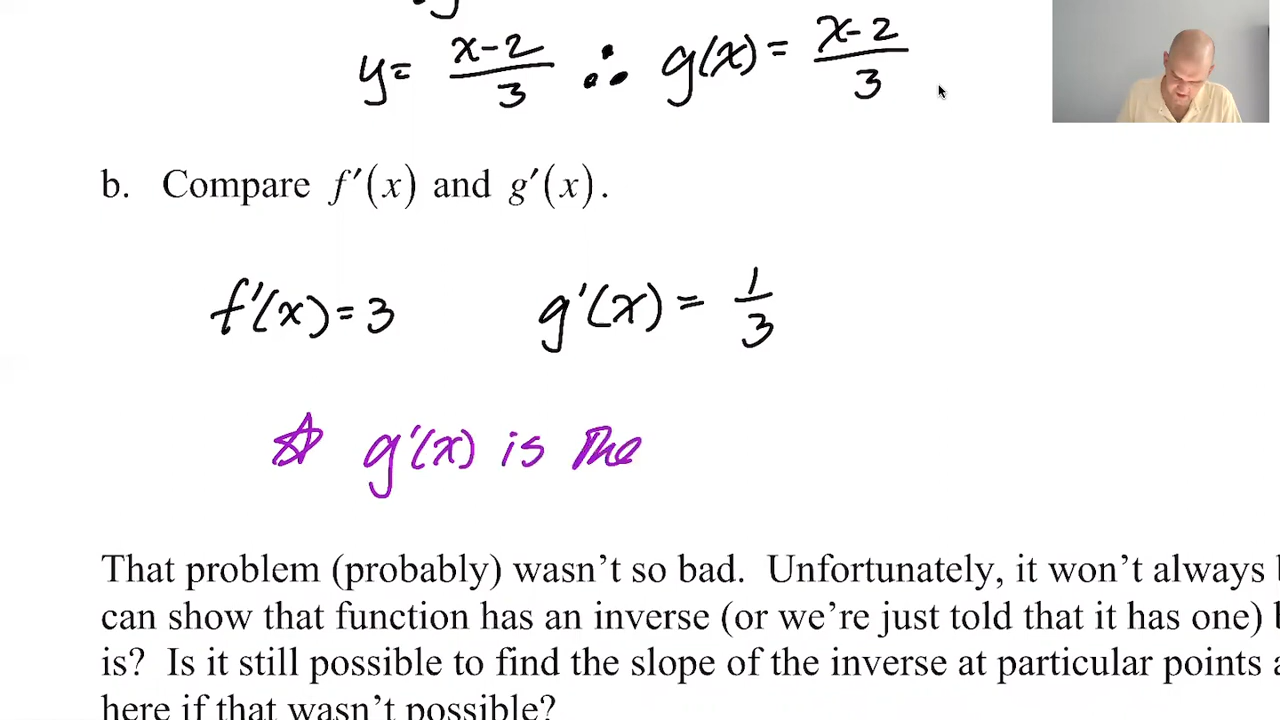 y = x-2/3 ∴ g(x) = x-2/3
b. Compare f′(x) and g′(x).
f'(x) = 3 g'(x) = 1/3
☆ g'(x) is the
That problem (probably) wasn't so bad. Unfortunately, it won't always
can show that function has an inverse (or we're just told that it has one)
is? Is it still possible to find the slope of the inverse at particular points
here if that wasn't possible?